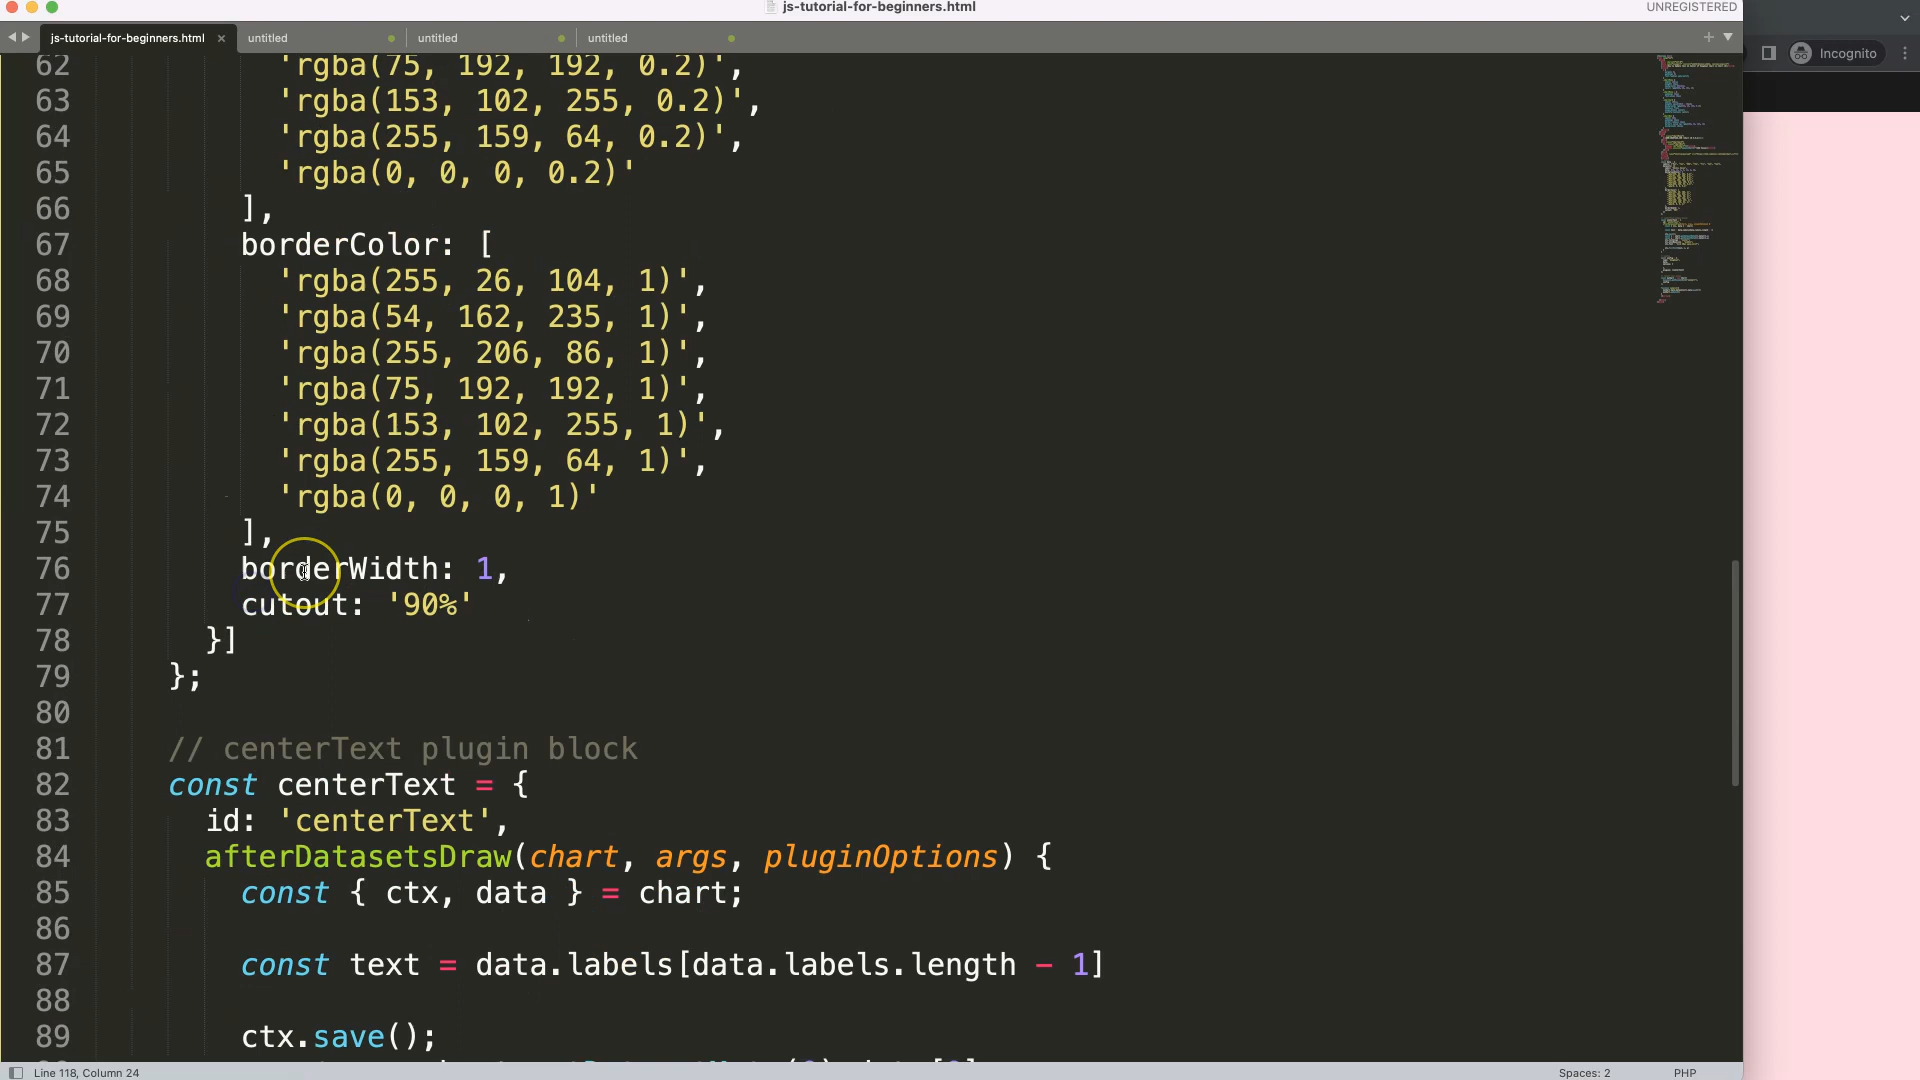 js-tutorial-for-beginners.html
UNREGISTERED
js-tutorial-for-beginners.html × untitled untitled untitled
Incognito
62 'rgba(75, 192, 192, 0.2)',
63 'rgba(153, 102, 255, 0.2)',
64 'rgba(255, 159, 64, 0.2)',
65 'rgba(0, 0, 0, 0.2)'
66 ],
67 borderColor: [
68 'rgba(255, 26, 104, 1)',
69 'rgba(54, 162, 235, 1)',
70 'rgba(255, 206, 86, 1)',
71 'rgba(75, 192, 192, 1)',
72 'rgba(153, 102, 255, 1)',
73 'rgba(255, 159, 64, 1)',
74 'rgba(0, 0, 0, 1)'
75 ],
76 borderWidth: 1,
77 cutout: '90%'
78 }]
79 };
80
81 // centerText plugin block
82 const centerText = {
83 id: 'centerText',
84 afterDatasetsDraw(chart, args, pluginOptions) {
85 const { ctx, data } = chart;
86
87 const text = data.labels[data.labels.length - 1]
88
89 ctx.save();
Line 118, Column 24
Spaces: 2
PHP